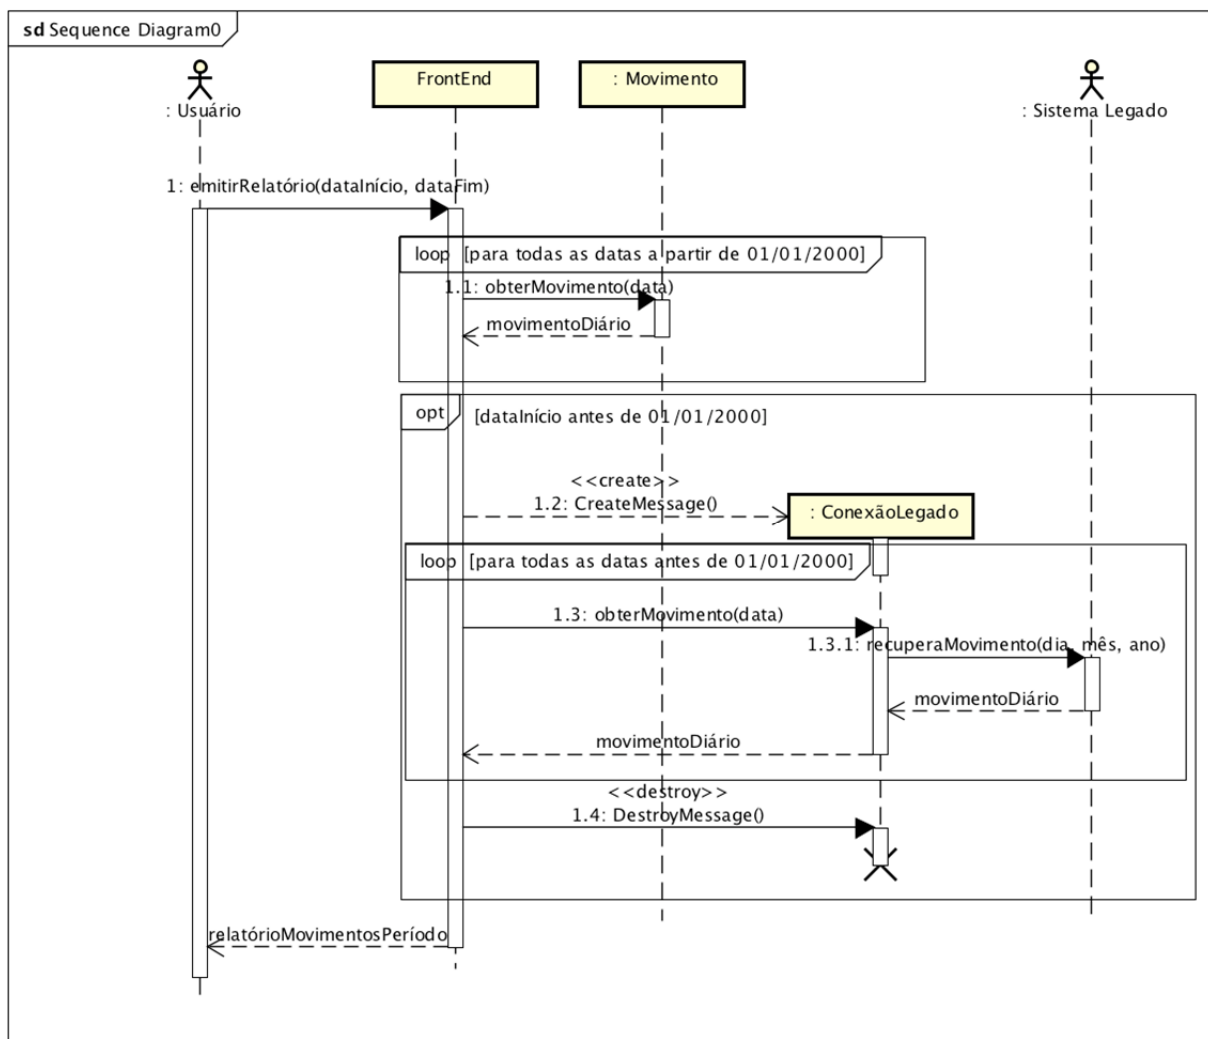 sd Sequence Diagram0
FrontEnd
: Movimento
: Usuário
: Sistema Legado
1: emitirRelatório(dataInício, dataFim)
loop [para todas as datas a partir de 01/01/2000]
1.1: obterMovimento(data)
movimentoDiário
opt [dataInício antes de 01/01/2000]
<<create>>
1.2: CreateMessage()
: ConexãoLegado
loop [para todas as datas antes de 01/01/2000]
1.3: obterMovimento(data)
1.3.1: recuperaMovimento(dia, mês, ano)
movimentoDiário
movimentoDiário
<<destroy>>
1.4: DestroyMessage()
relatórioMovimentosPeríodo